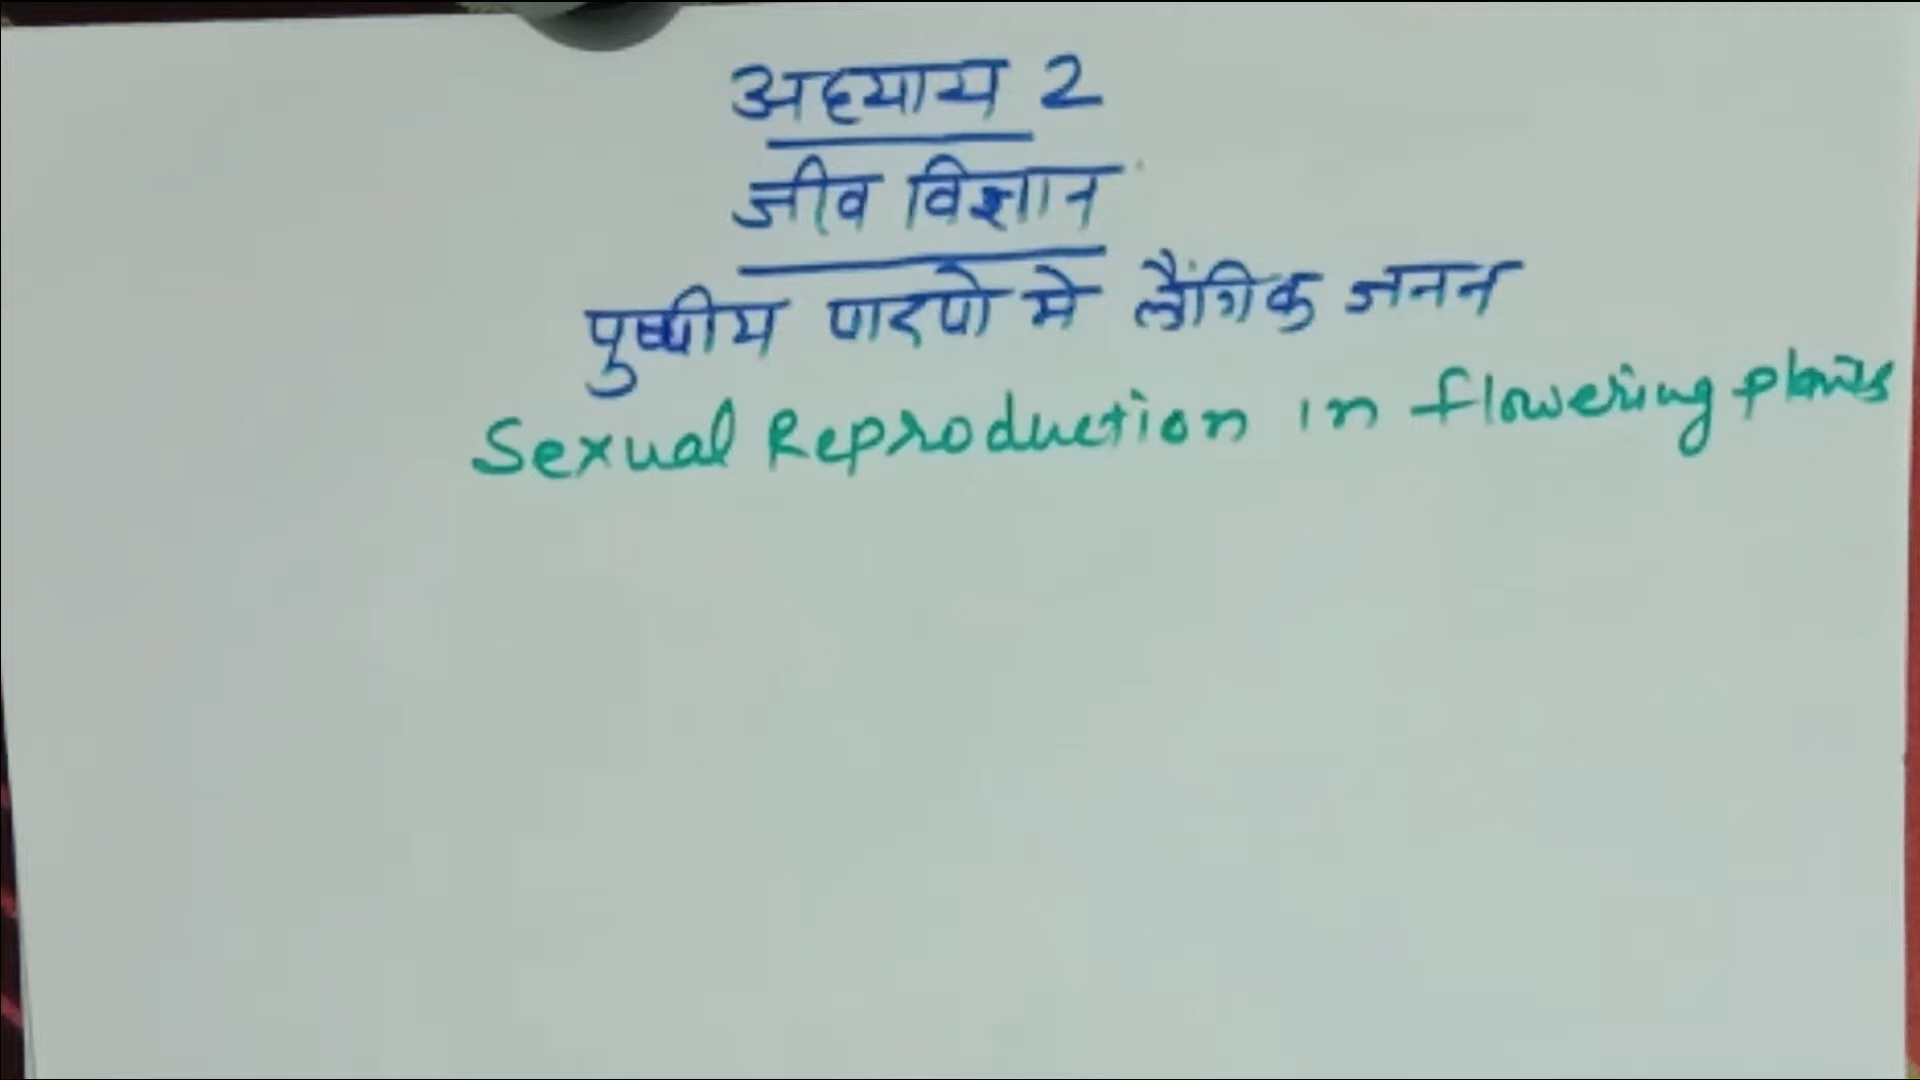 अध्याय 2
जीव विज्ञान
पुष्पीय पादपो मे लैंगिक जनन
Sexual Reproduction in flowering plants